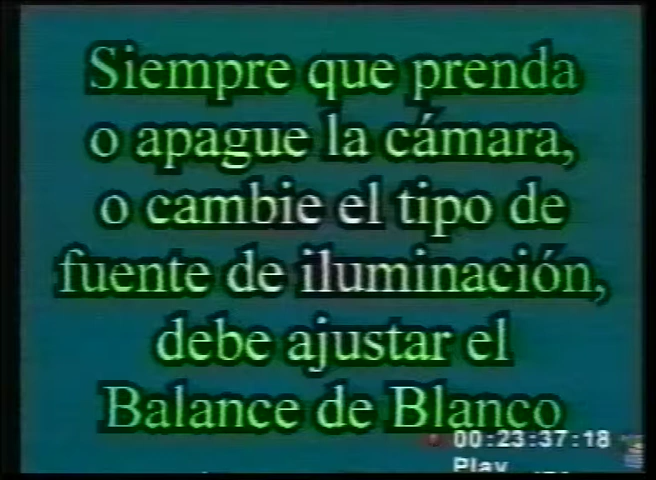 Siempre que prenda
o apague la cámara,
o cambie el tipo de
fuente de iluminación,
debe ajustar el
Balance de Blanco
00:23:37:18
Play